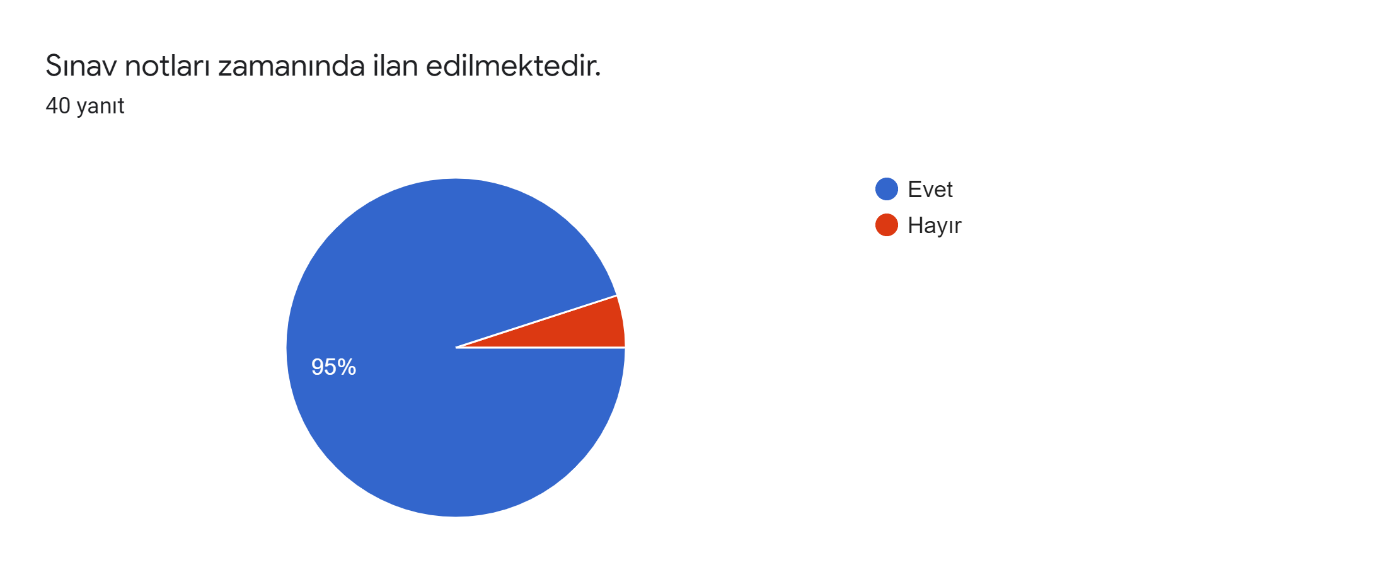 Sınav notları zamanında ilan edilmektedir.
40 yanıt
Evet
Hayır
95%